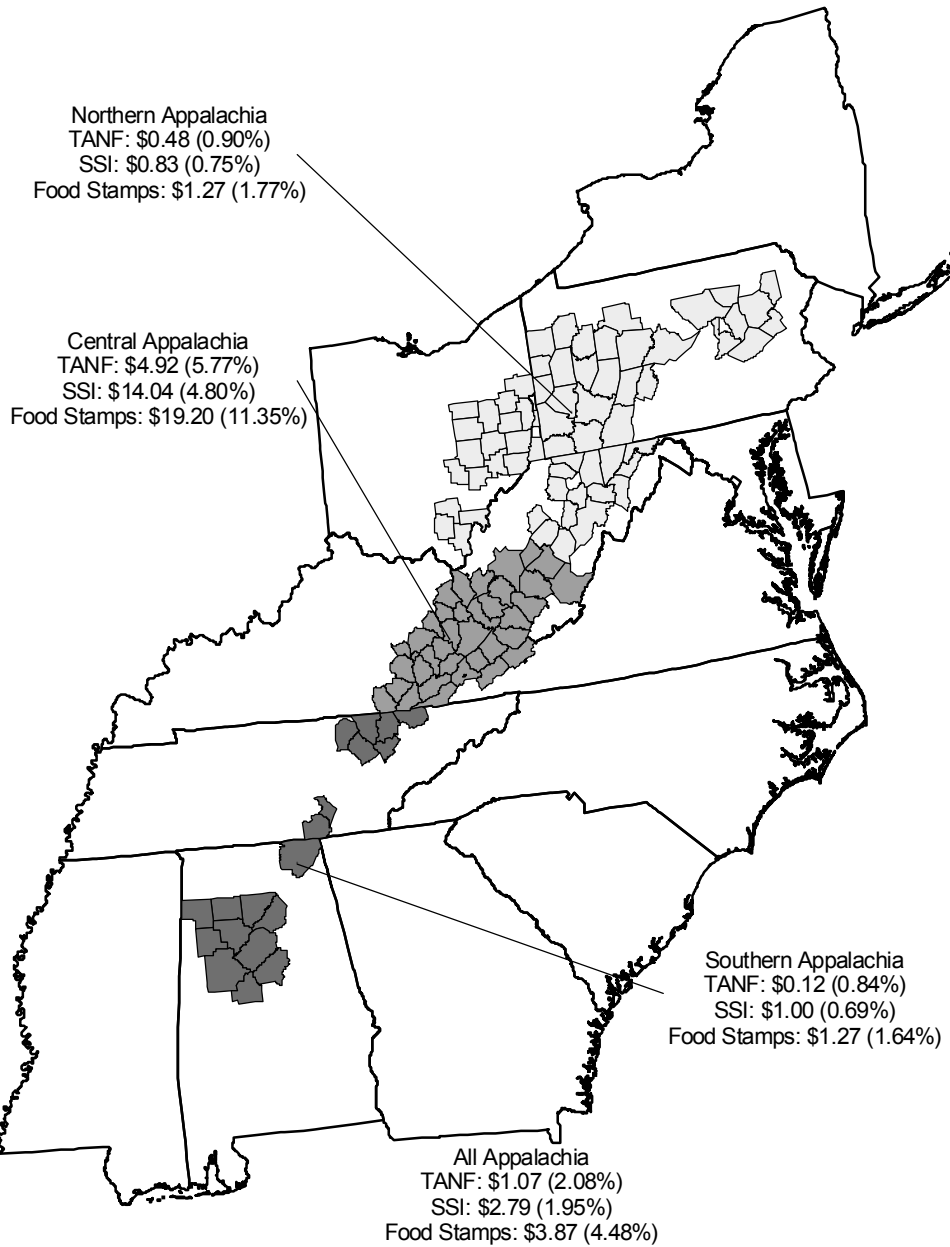 Northern Appalachia
TANF: $0.48 (0.90%)
SSI: $0.83 (0.75%)
Food Stamps: $1.27 (1.77%)
Central Appalachia
TANF: $4.92 (5.77%)
SSI: $14.04 (4.80%)
Food Stamps: $19.20 (11.35%)
Southern Appalachia
TANF: $0.12 (0.84%)
SSI: $1.00 (0.69%)
Food Stamps: $1.27 (1.64%)
All Appalachia
TANF: $1.07 (2.08%)
SSI: $2.79 (1.95%)
Food Stamps: $3.87 (4.48%)